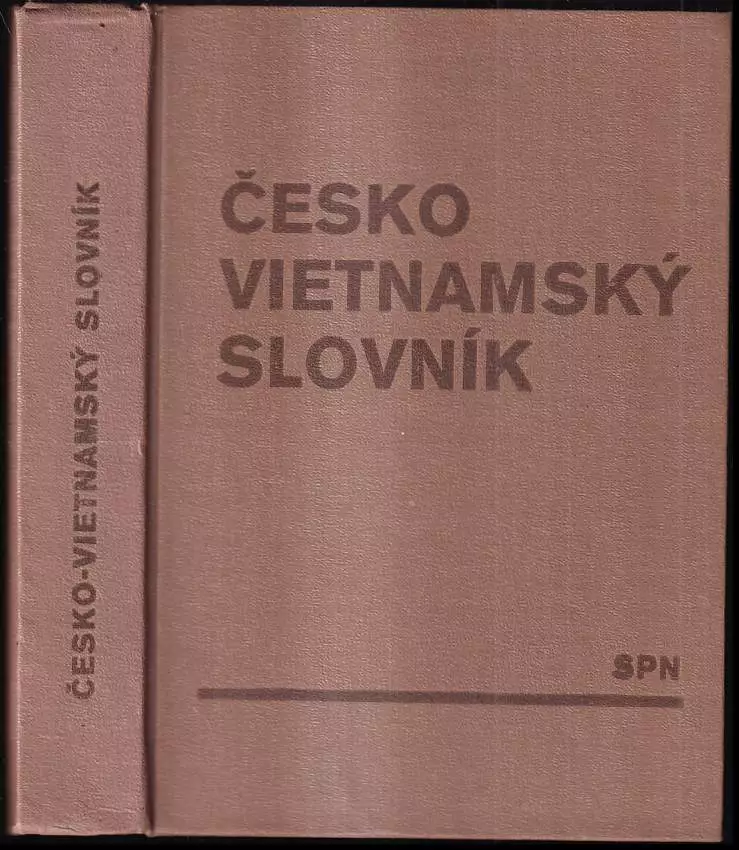 ČESKO-VIETNAMSKÝ SLOVNÍK
ČESKO
VIETNAMSKÝ
SLOVNÍK
SPN